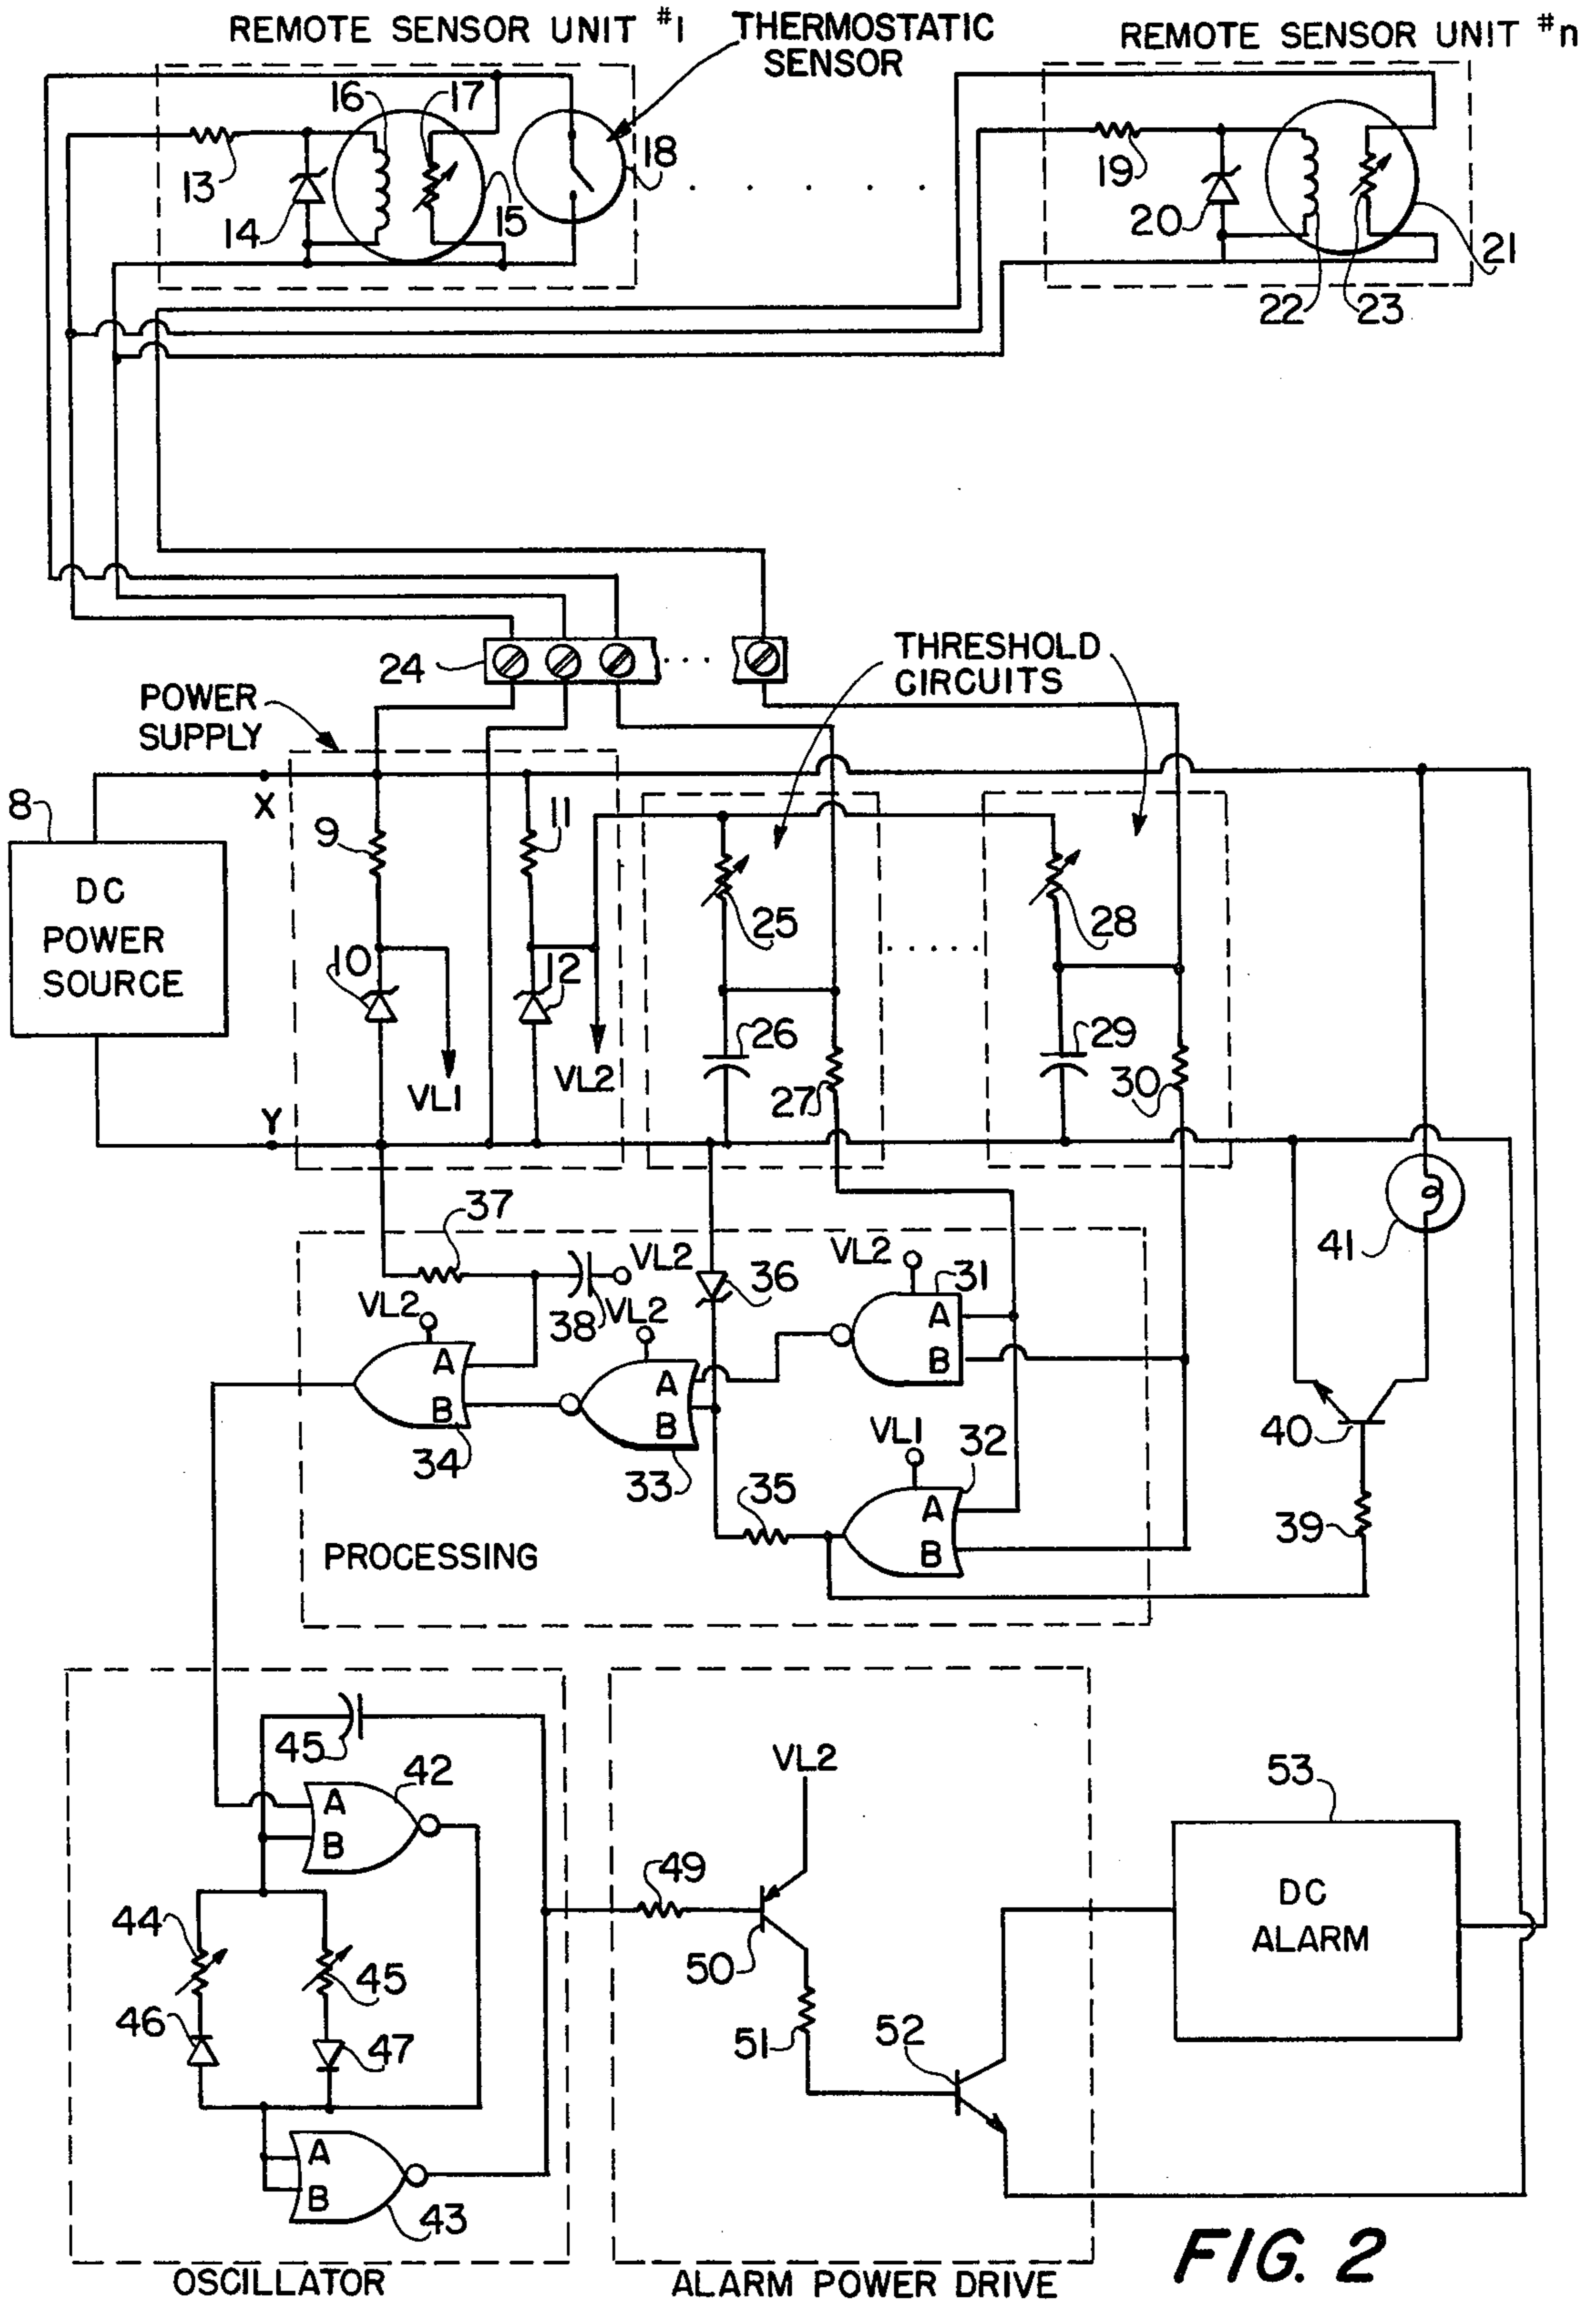 REMOTE SENSOR UNIT #1
THERMOSTATIC
SENSOR
REMOTE SENSOR UNIT #n
16
17
18
13
14
15
19
20
21
22
23
24
THRESHOLD
CIRCUITS
POWER
SUPPLY
X
8
9
11
DC
POWER
SOURCE
10
12
25
28
26
29
VL1
VL2
27
30
Y
37
VL2
38
VL2
36
VL2
31
41
VL2
A
B
34
A
B
33
A
B
VL1
32
40
35
A
B
39
PROCESSING
45
42
A
B
VL2
53
49
44
45
50
DC
ALARM
46
47
51
52
A
B
43
OSCILLATOR
ALARM POWER DRIVE
FIG. 2